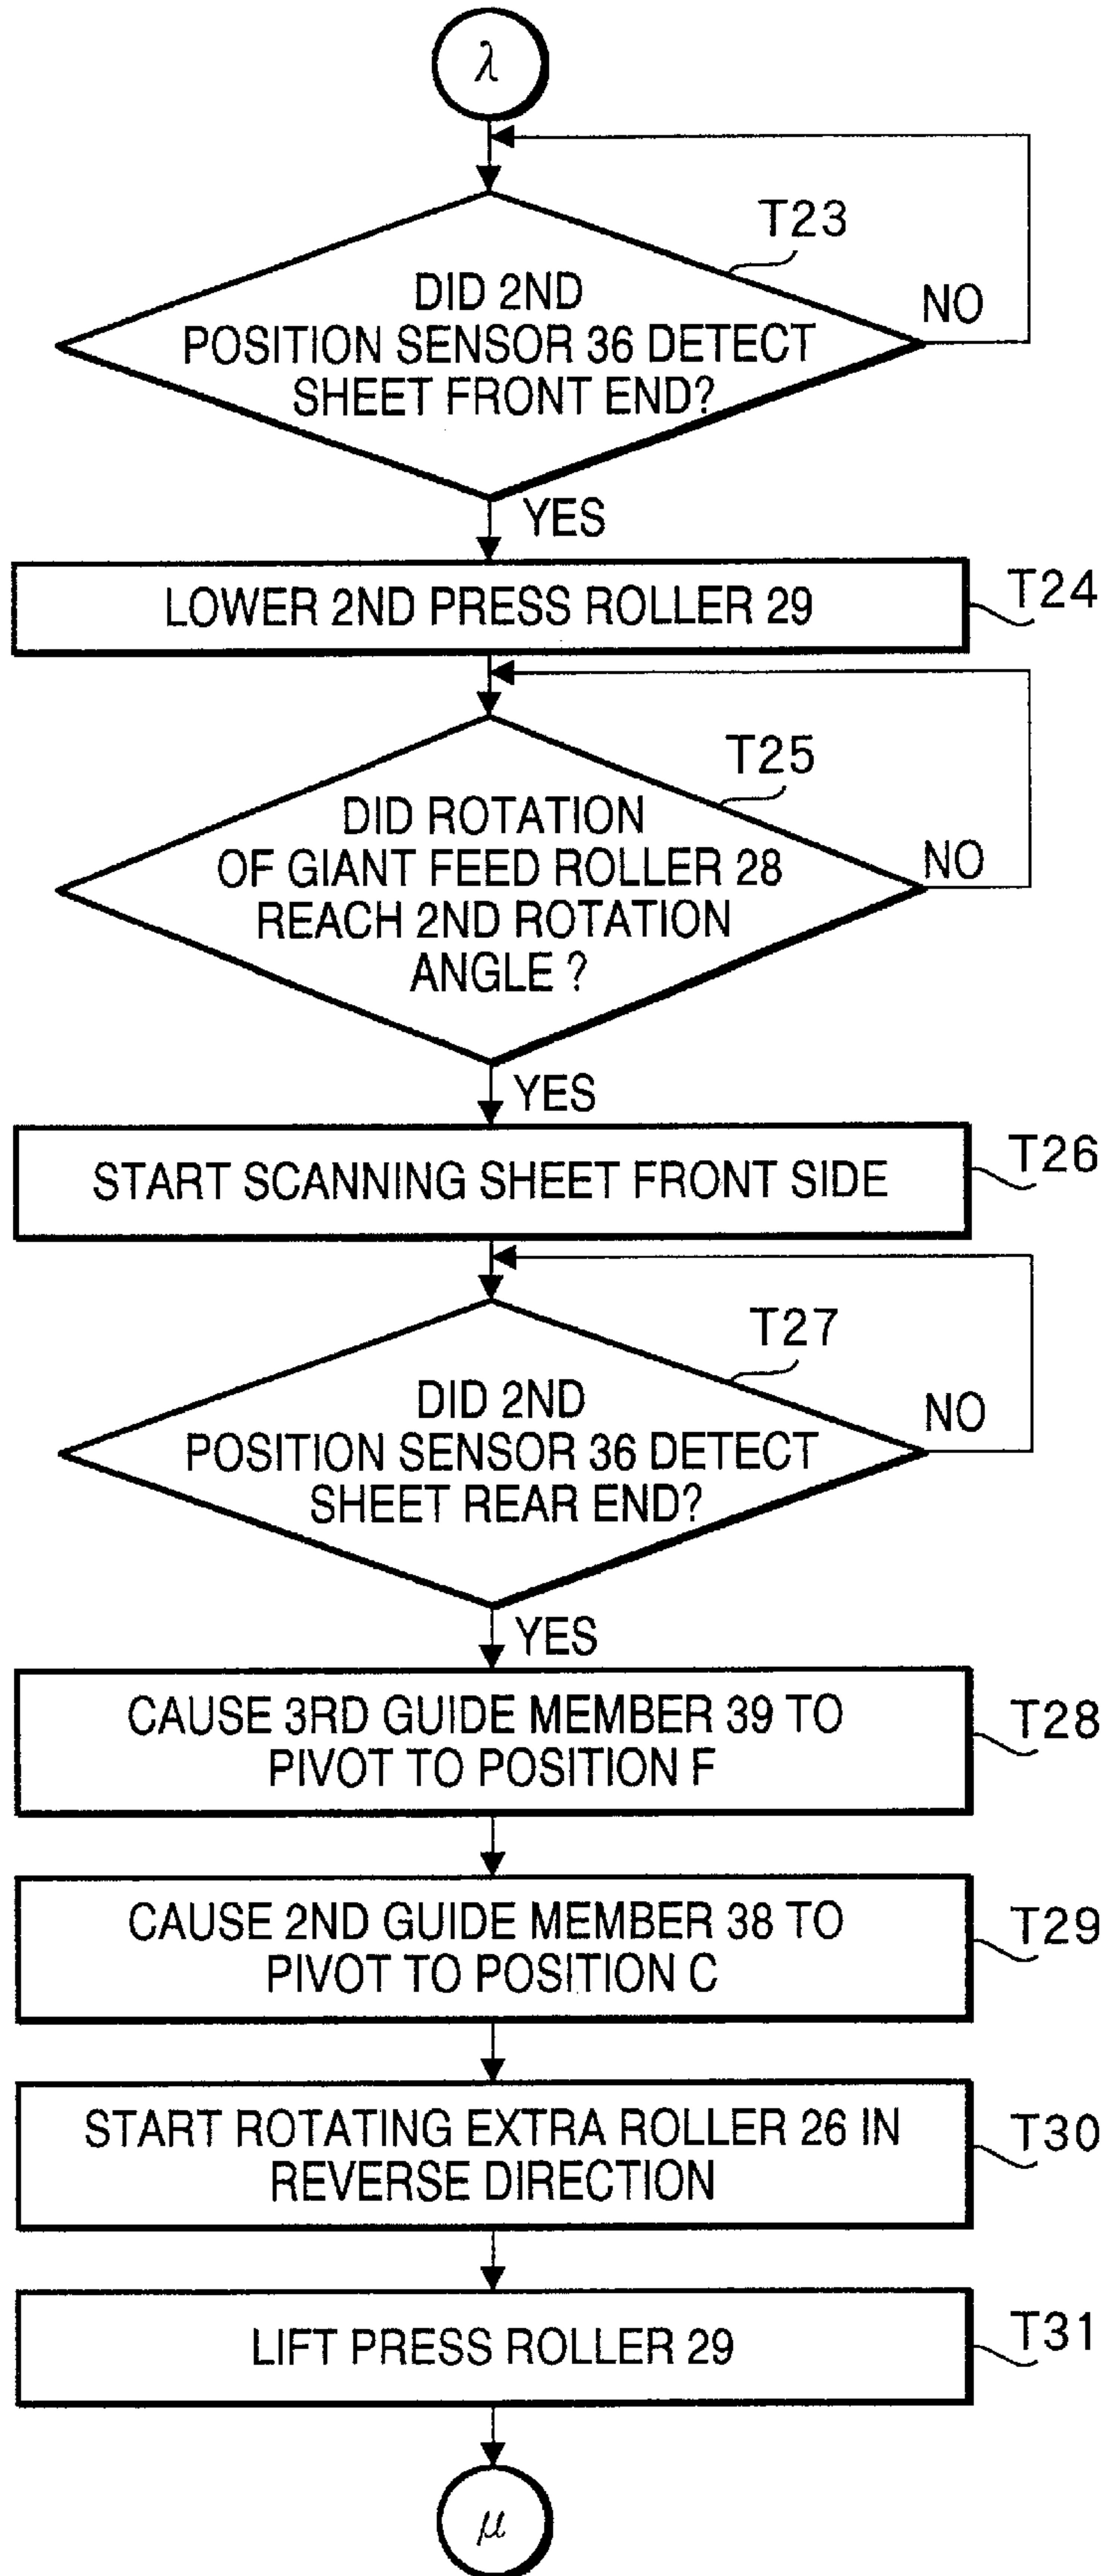 λ
T23
DID 2ND
POSITION SENSOR 36 DETECT
SHEET FRONT END?
NO
YES
LOWER 2ND PRESS ROLLER 29
T24
T25
DID ROTATION
OF GIANT FEED ROLLER 28
REACH 2ND ROTATION
ANGLE ?
NO
YES
START SCANNING SHEET FRONT SIDE
T26
T27
DID 2ND
POSITION SENSOR 36 DETECT
SHEET REAR END?
NO
YES
CAUSE 3RD GUIDE MEMBER 39 TO
PIVOT TO POSITION F
T28
CAUSE 2ND GUIDE MEMBER 38 TO
PIVOT TO POSITION C
T29
START ROTATING EXTRA ROLLER 26 IN
REVERSE DIRECTION
T30
LIFT PRESS ROLLER 29
T31
μ